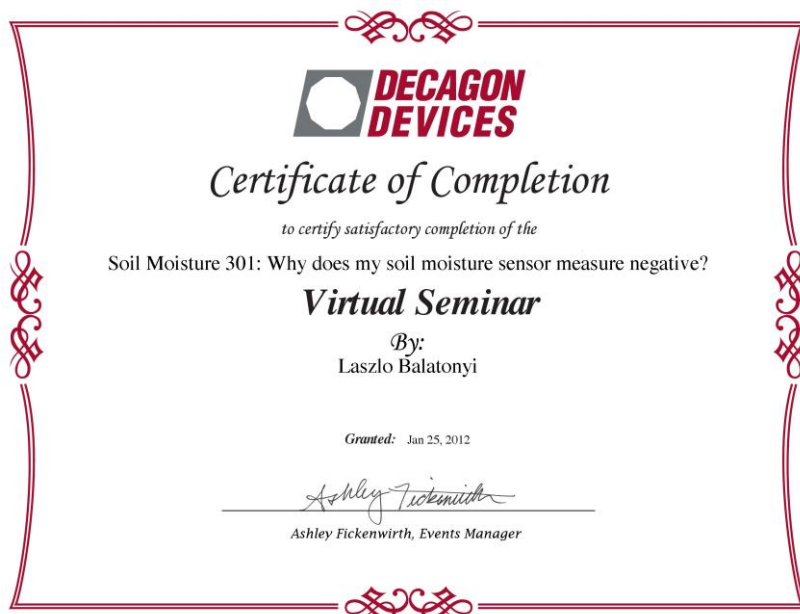 DECAGON
DEVICES
Certificate of Completion
to certify satisfactory completion of the
Soil Moisture 301: Why does my soil moisture sensor measure negative?
Virtual Seminar
By:
Laszlo Balatonyi
Granted: Jan 25, 2012
Ashley Fickenwirth
Ashley Fickenwirth, Events Manager